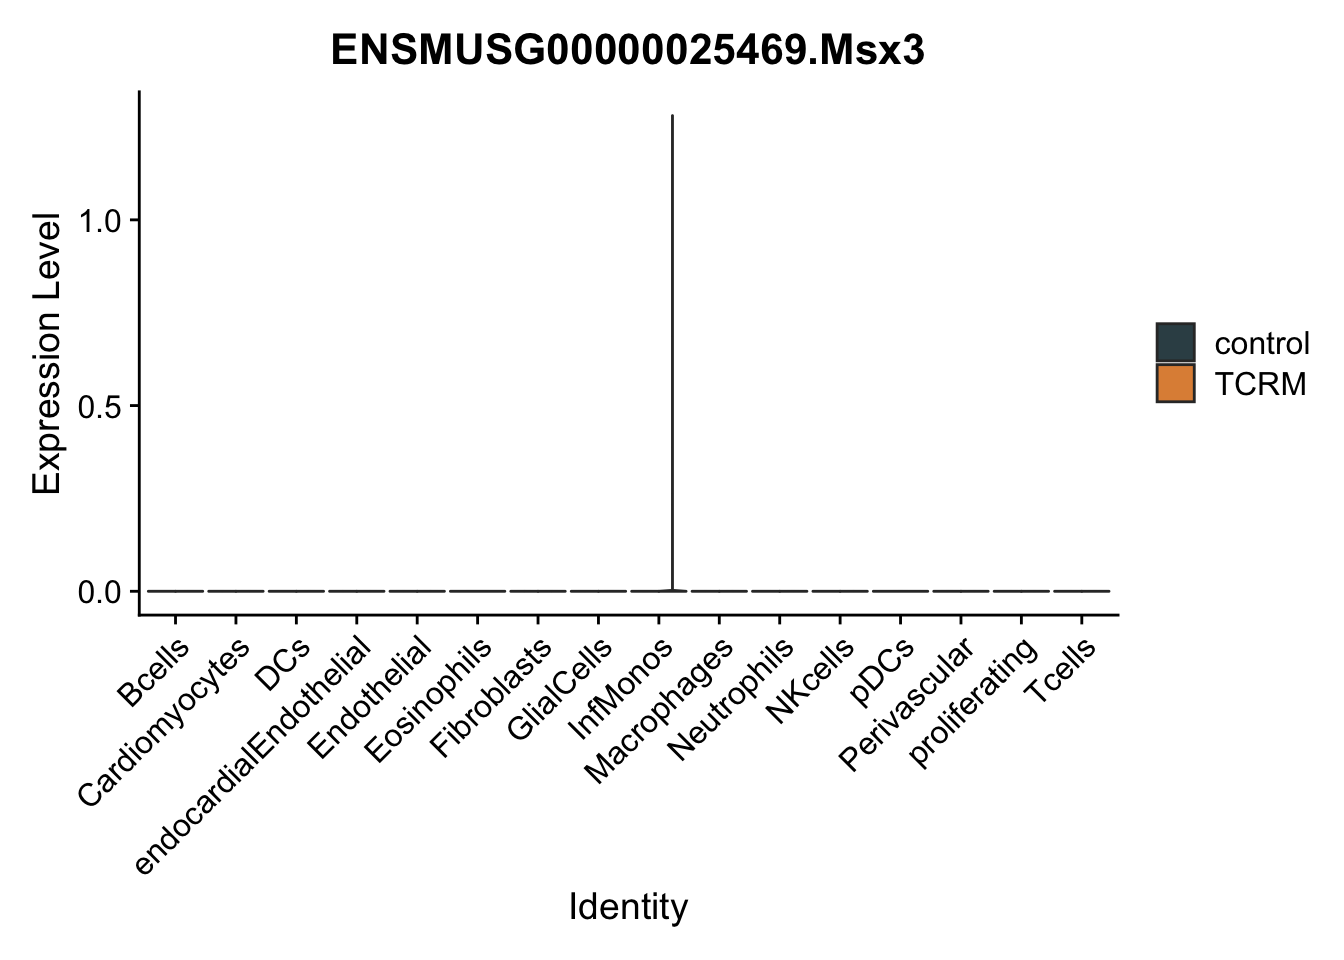 ENSMUSG00000025469.Msx3
Expression Level
1.0
0.5
0.0
control
TCRM
Bcells
Cardiomyocytes
DCs
endocardialEndothelial
Endothelial
Eosinophils
Fibroblasts
GlialCells
InfMonos
Macrophages
Neutrophils
NKcells
pDCs
Perivascular
proliferating
Tcells
Identity